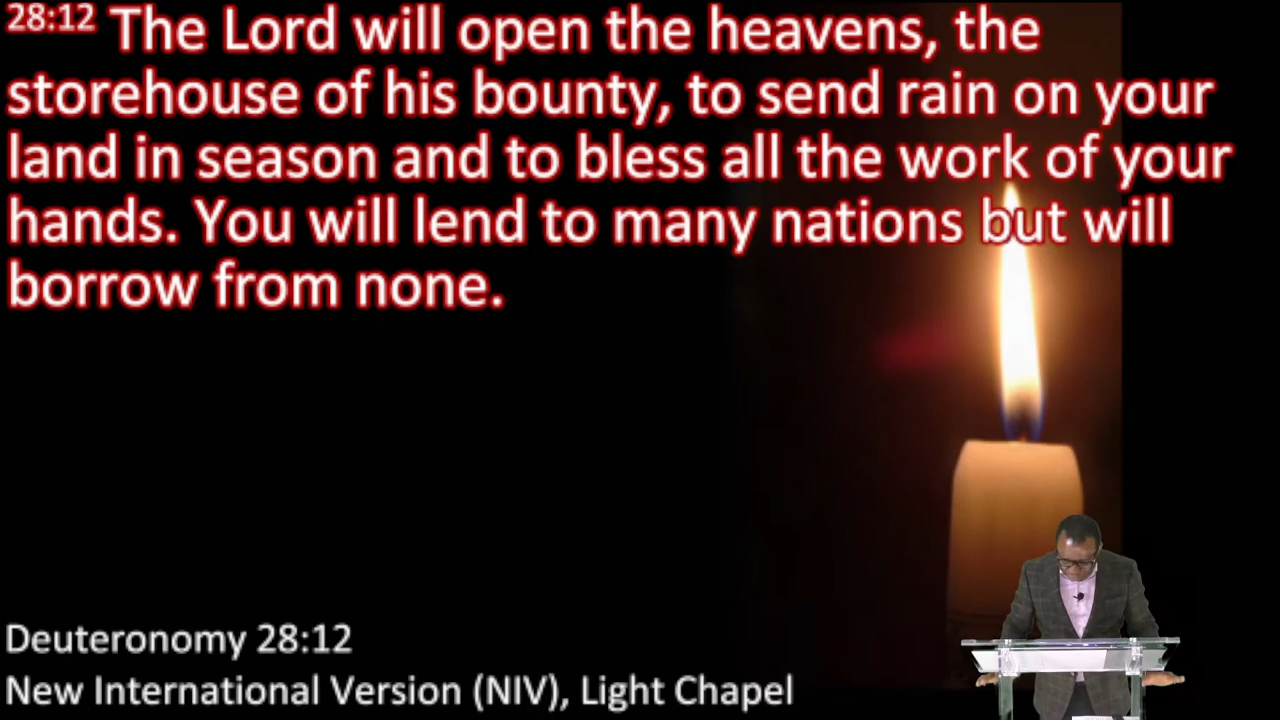 28:12 The Lord will open the heavens, the
storehouse of his bounty, to send rain on your
land in season and to bless all the work of your
hands. You will lend to many nations but will
borrow from none.
Deuteronomy 28:12
New International Version (NIV), Light Chapel